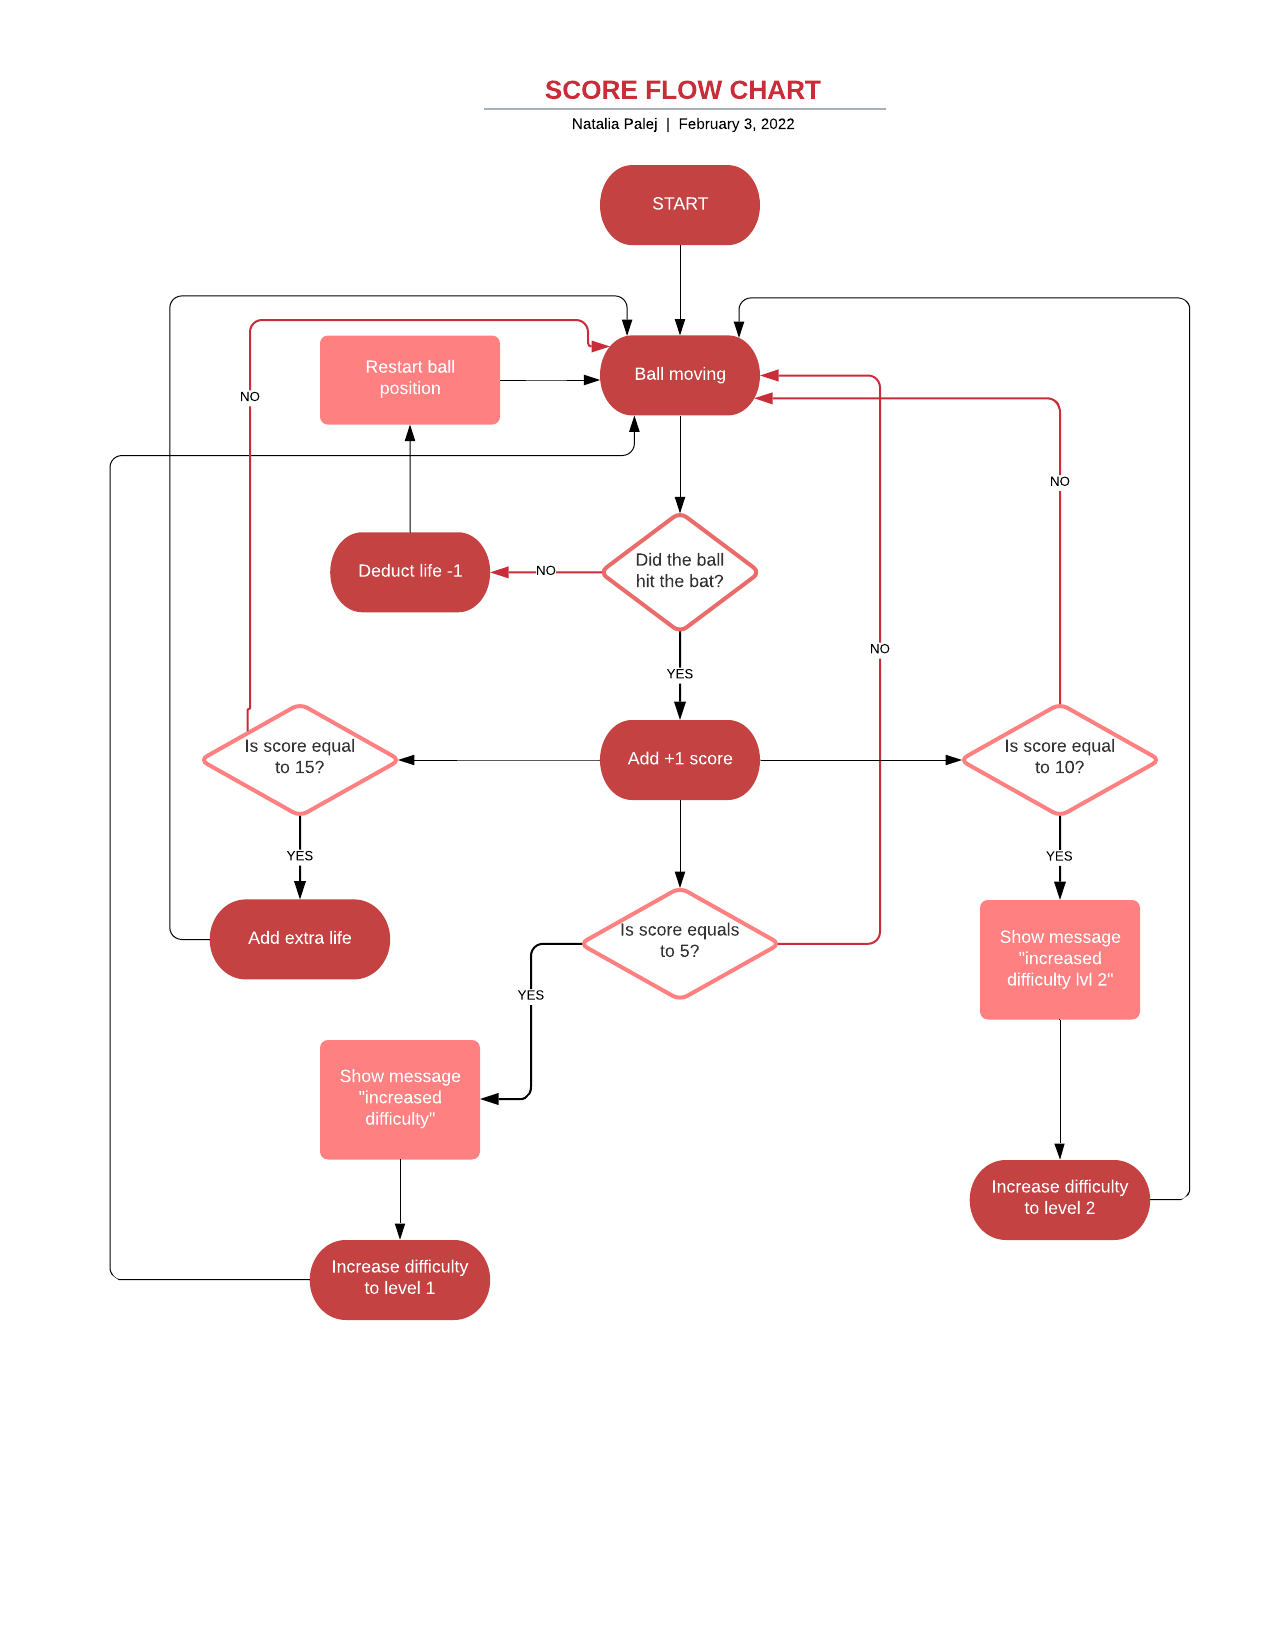 SCORE FLOW CHART
Natalia Palej | February 3, 2022
START
Restart ball
position
Ball moving
NO
NO
Did the ball
hit the bat?
Deduct life -1
NO
NO
YES
Is score equal
to 15?
Add +1 score
Is score equal
to 10?
YES
YES
Add extra life
Is score equals
to 5?
Show message
"increased
difficulty lvl 2"
YES
Show message
"increased
difficulty"
Increase difficulty
to level 2
Increase difficulty
to level 1